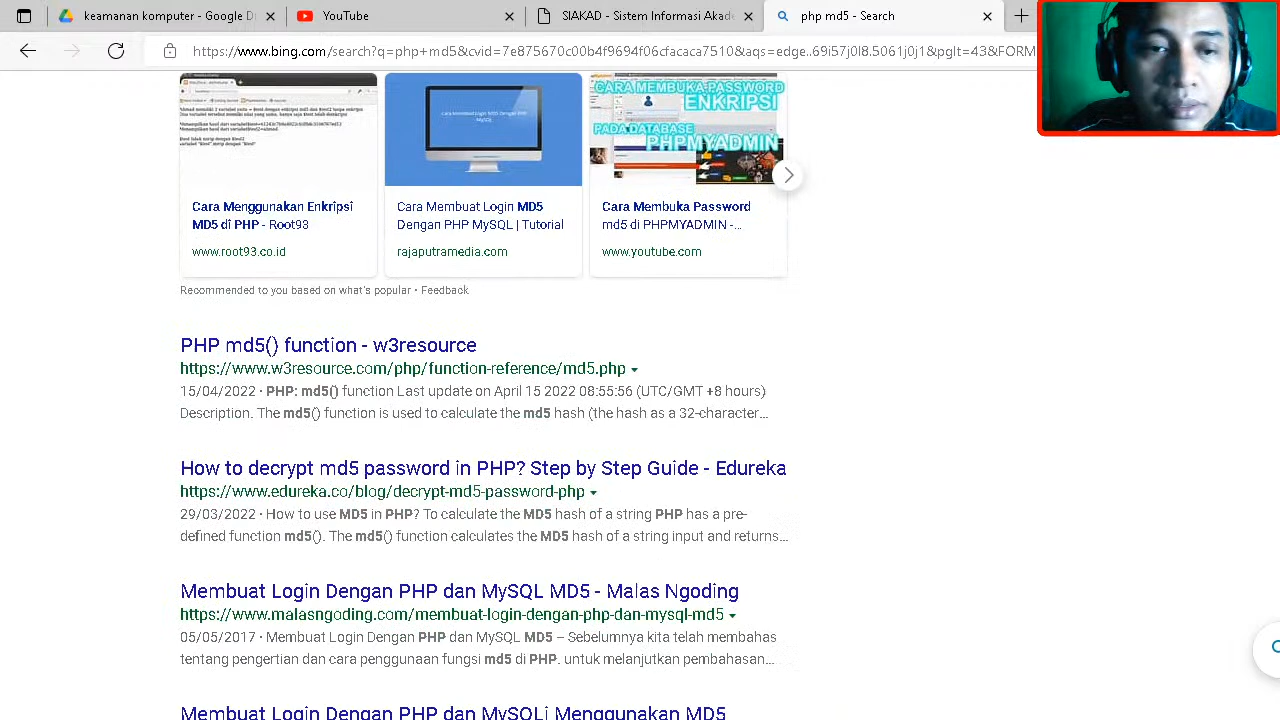 keamanan komputer - Google D
YouTube
SIAKAD - Sistem Informasi Akade
php md5 - Search
https://www.bing.com/search?q=php+md5&cvid=7e875670c00b4f9694f06cfacaca7510&aqs=edge..69i57j0l8.5061j0j1&pglt=43&FORM
CARA MEMBUKA PASSWORD
ENKRIPSI
PADA DATABASE
PHPMYADMIN
Cara Menggunakan Enkripsi
MD5 di PHP - Root93
www.root93.co.id
Cara Membuat Login MD5
Dengan PHP MySQL | Tutorial
rajaputramedia.com
Cara Membuka Password
md5 di PHPMYADMIN -...
www.youtube.com
Recommended to you based on what's popular • Feedback
PHP md5() function - w3resource
https://www.w3resource.com/php/function-reference/md5.php
15/04/2022 · PHP: md5() function Last update on April 15 2022 08:55:56 (UTC/GMT +8 hours)
Description. The md5() function is used to calculate the md5 hash (the hash as a 32-character...
How to decrypt md5 password in PHP? Step by Step Guide - Edureka
https://www.edureka.co/blog/decrypt-md5-password-php
29/03/2022 · How to use MD5 in PHP? To calculate the MD5 hash of a string PHP has a pre-
defined function md5(). The md5() function calculates the MD5 hash of a string input and returns...
Membuat Login Dengan PHP dan MySQL MD5 - Malas Ngoding
https://www.malasngoding.com/membuat-login-dengan-php-dan-mysql-md5
05/05/2017 · Membuat Login Dengan PHP dan MySQL MD5 – Sebelumnya kita telah membahas
tentang pengertian dan cara penggunaan fungsi md5 di PHP. untuk melanjutkan pembahasan...
Membuat Login Dengan PHP dan MySQLi Menggunakan MD5